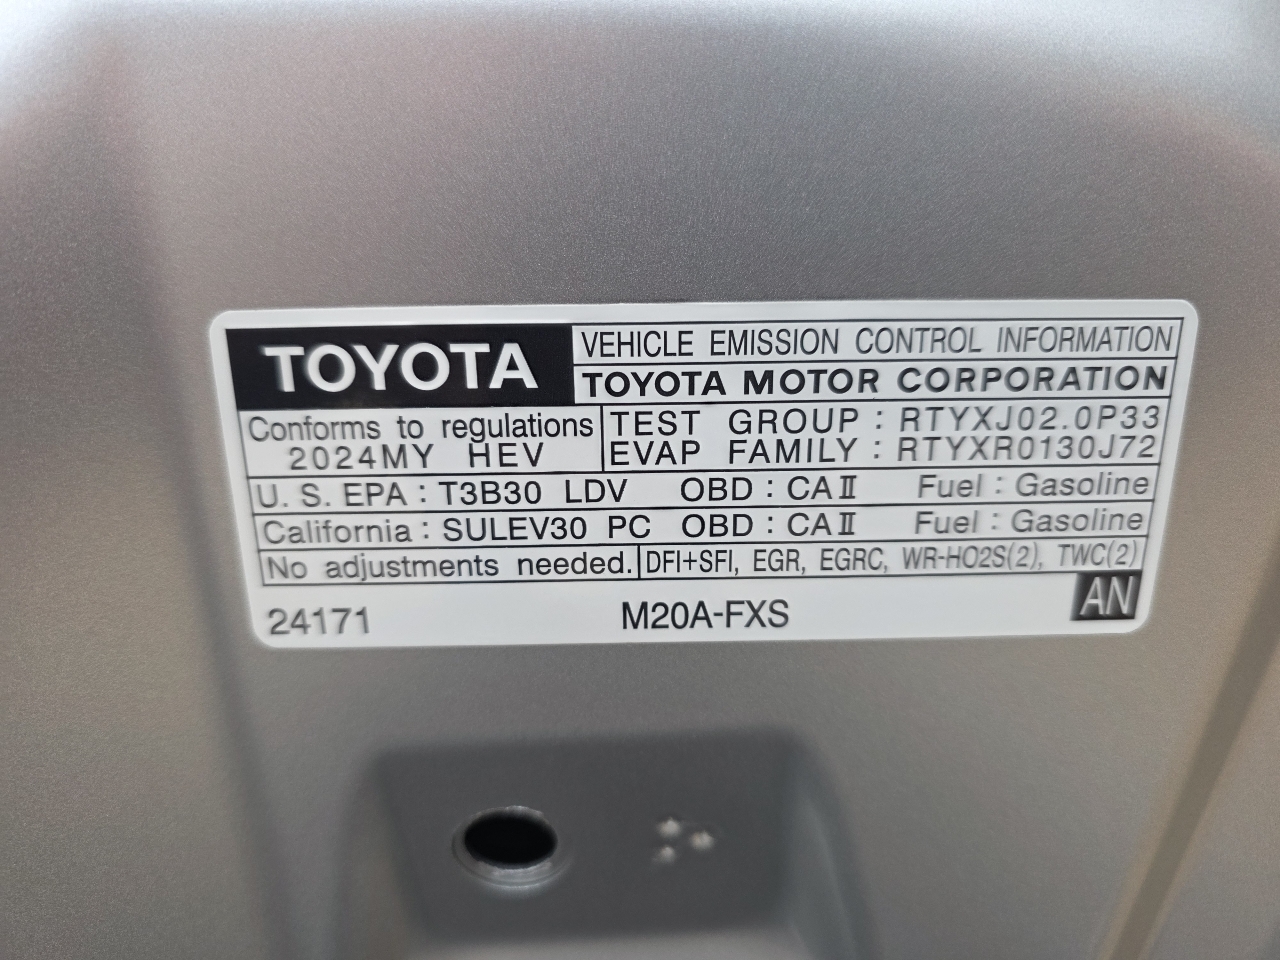 TOYOTA
VEHICLE EMISSION CONTROL INFORMATION
TOYOTA MOTOR CORPORATION
Conforms to regulations
2024MY HEV
TEST GROUP : RTYXJ02.0P33
EVAP FAMILY : RTYXR0130J72
U. S. EPA : T3B30 LDV OBD : CAⅡ Fuel : Gasoline
California : SULEV30 PC OBD : CAⅡ Fuel : Gasoline
No adjustments needed. DFI+SFI, EGR, EGRC, WR-HO2S(2), TWC(2)
24171 M20A-FXS AN